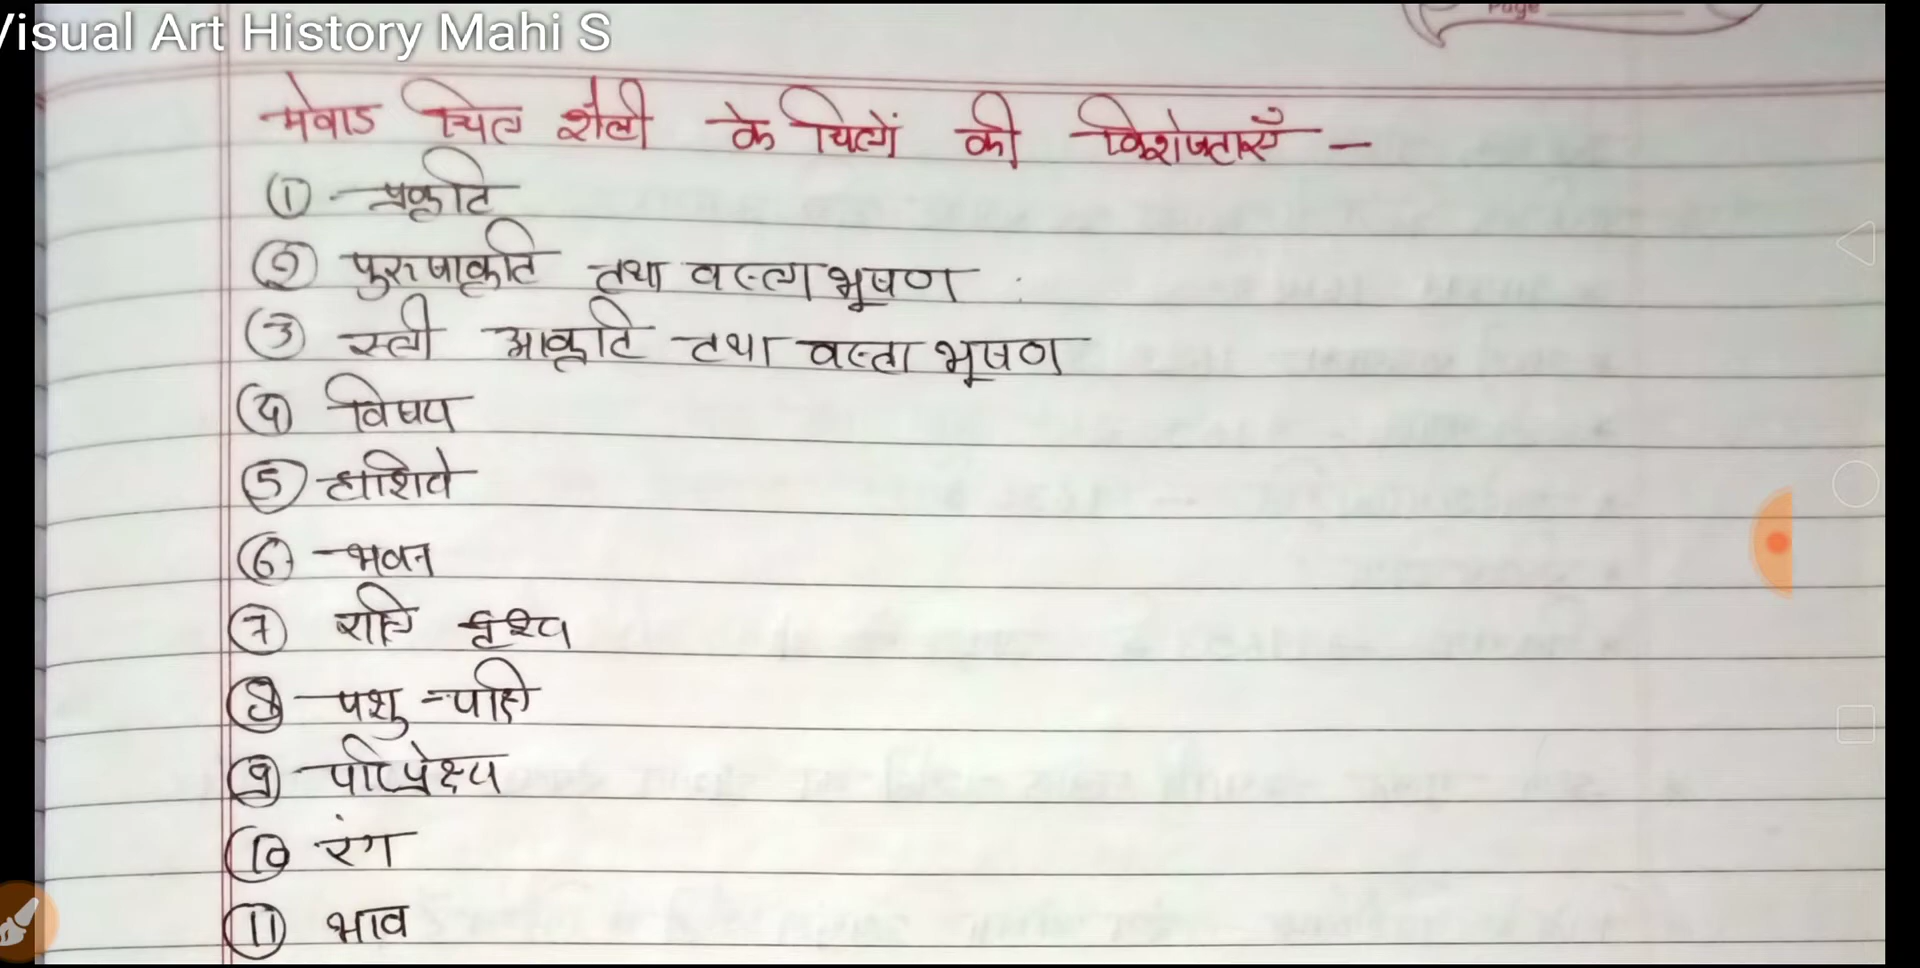 Visual Art History Mahi S
Page
मेवाड चित्र शैली के चित्रों की विशेषताएँ —
① प्रकृति
② पुरुषाकृति तथा वस्त्राभूषण
③ स्त्री आकृति तथा वस्त्राभूषण
④ विषय
⑤ हाशिये
⑥ भवन
⑦ रात्रि दृश्य
⑧ पशु-पक्षि
⑨ परिप्रेक्ष्य
⑩ रंग
⑪ भाव